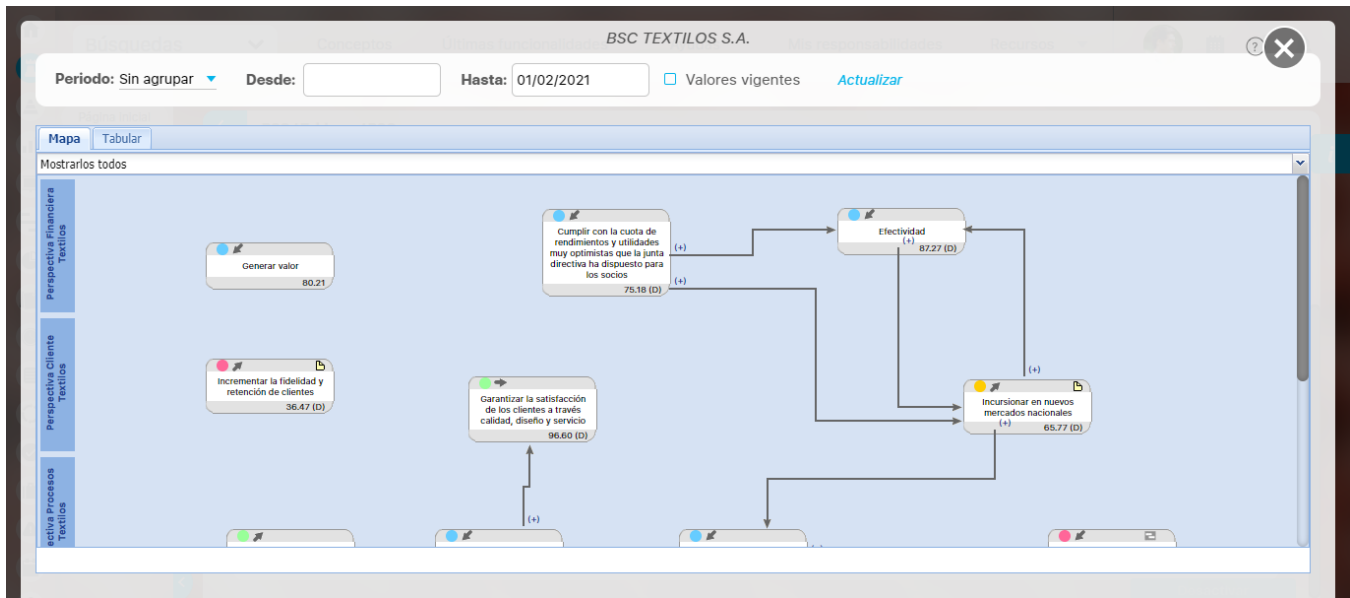 BSC TEXTILOS S.A.
Periodo: Sin agrupar Desde: Hasta: 01/02/2021 Valores vigentes Actualizar
Mapa Tabular
Mostrarlos todos
Perspectiva Financiera
Textilos
Generar valor
80.21
Cumplir con la cuota de
rendimientos y utilidades
muy optimistas que la junta
directiva ha dispuesto para
los socios
75.18 (D)
(+)
(+)
Efectividad
(+)
87.27 (D)
Perspectiva Cliente
Textilos
Incrementar la fidelidad y
retención de clientes
36.47 (D)
Garantizar la satisfacción
de los clientes a través
calidad, diseño y servicio
96.60 (D)
(+)
Incursionar en nuevos
mercados nacionales
(+)
65.77 (D)
ectiva Procesos
Textilos
(+)